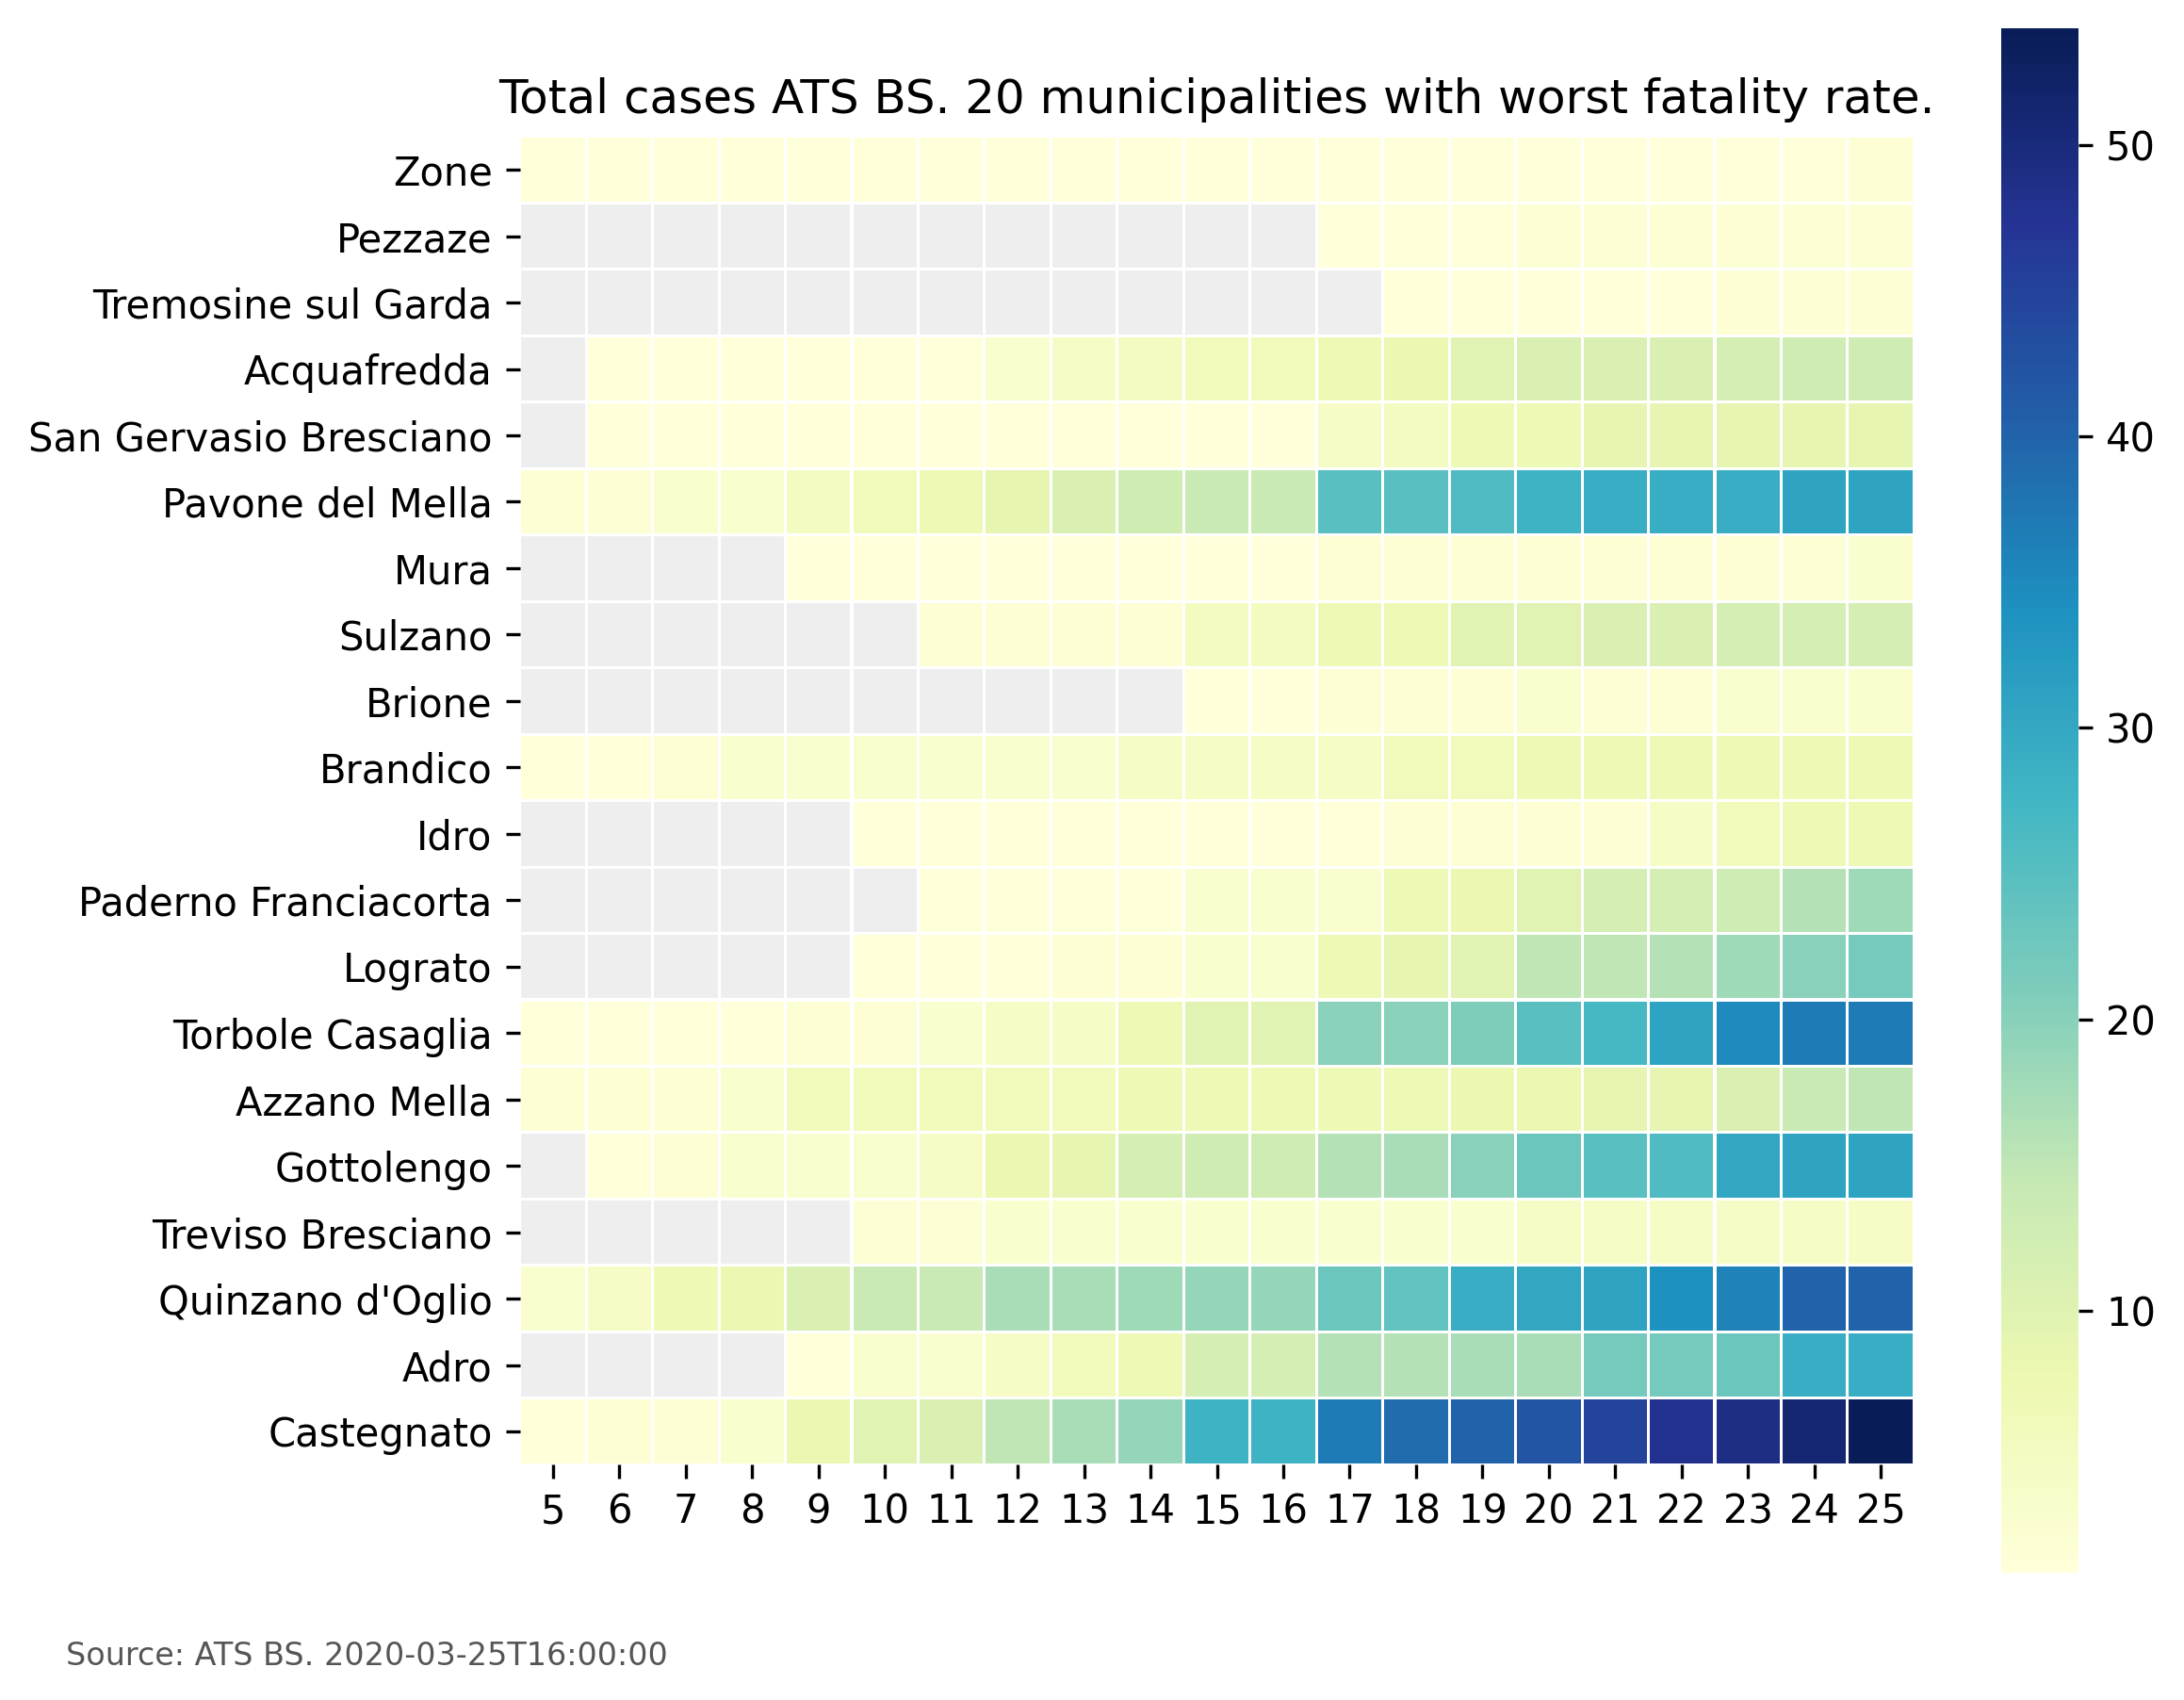 Total cases ATS BS. 20 municipalities with worst fatality rate.
Zone
Pezzaze
Tremosine sul Garda
Acquafredda
San Gervasio Bresciano
Pavone del Mella
Mura
Sulzano
Brione
Brandico
Idro
Paderno Franciacorta
Lograto
Torbole Casaglia
Azzano Mella
Gottolengo
Treviso Bresciano
Quinzano d'Oglio
Adro
Castegnato
5 6 7 8 9 10 11 12 13 14 15 16 17 18 19 20 21 22 23 24 25
50
40
30
20
10
Source: ATS BS. 2020-03-25T16:00:00